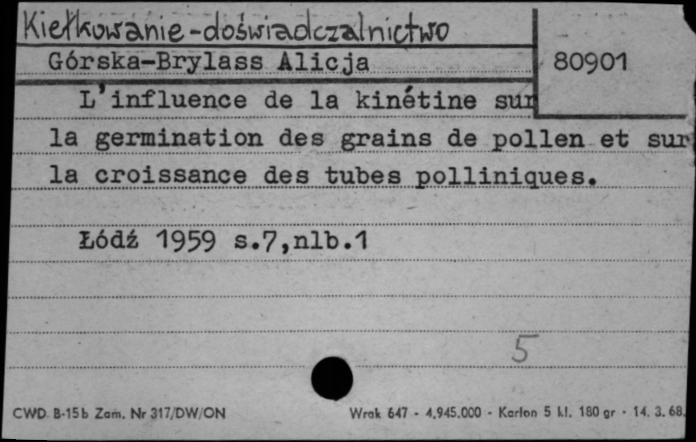 Kiełkowanie-doświadczalnictwo
Górska-Brylass Alicja 80901
L'influence de la kinétine sur
la germination des grains de pollen et sur
la croissance des tubes polliniques.
Łódź 1959 s.7,nlb.1
5
CWD B-15b Zam. Nr 317/DW/ON Wrak 647 - 4,945.000 - Karton 5 kl. 180 gr - 14. 3. 68.